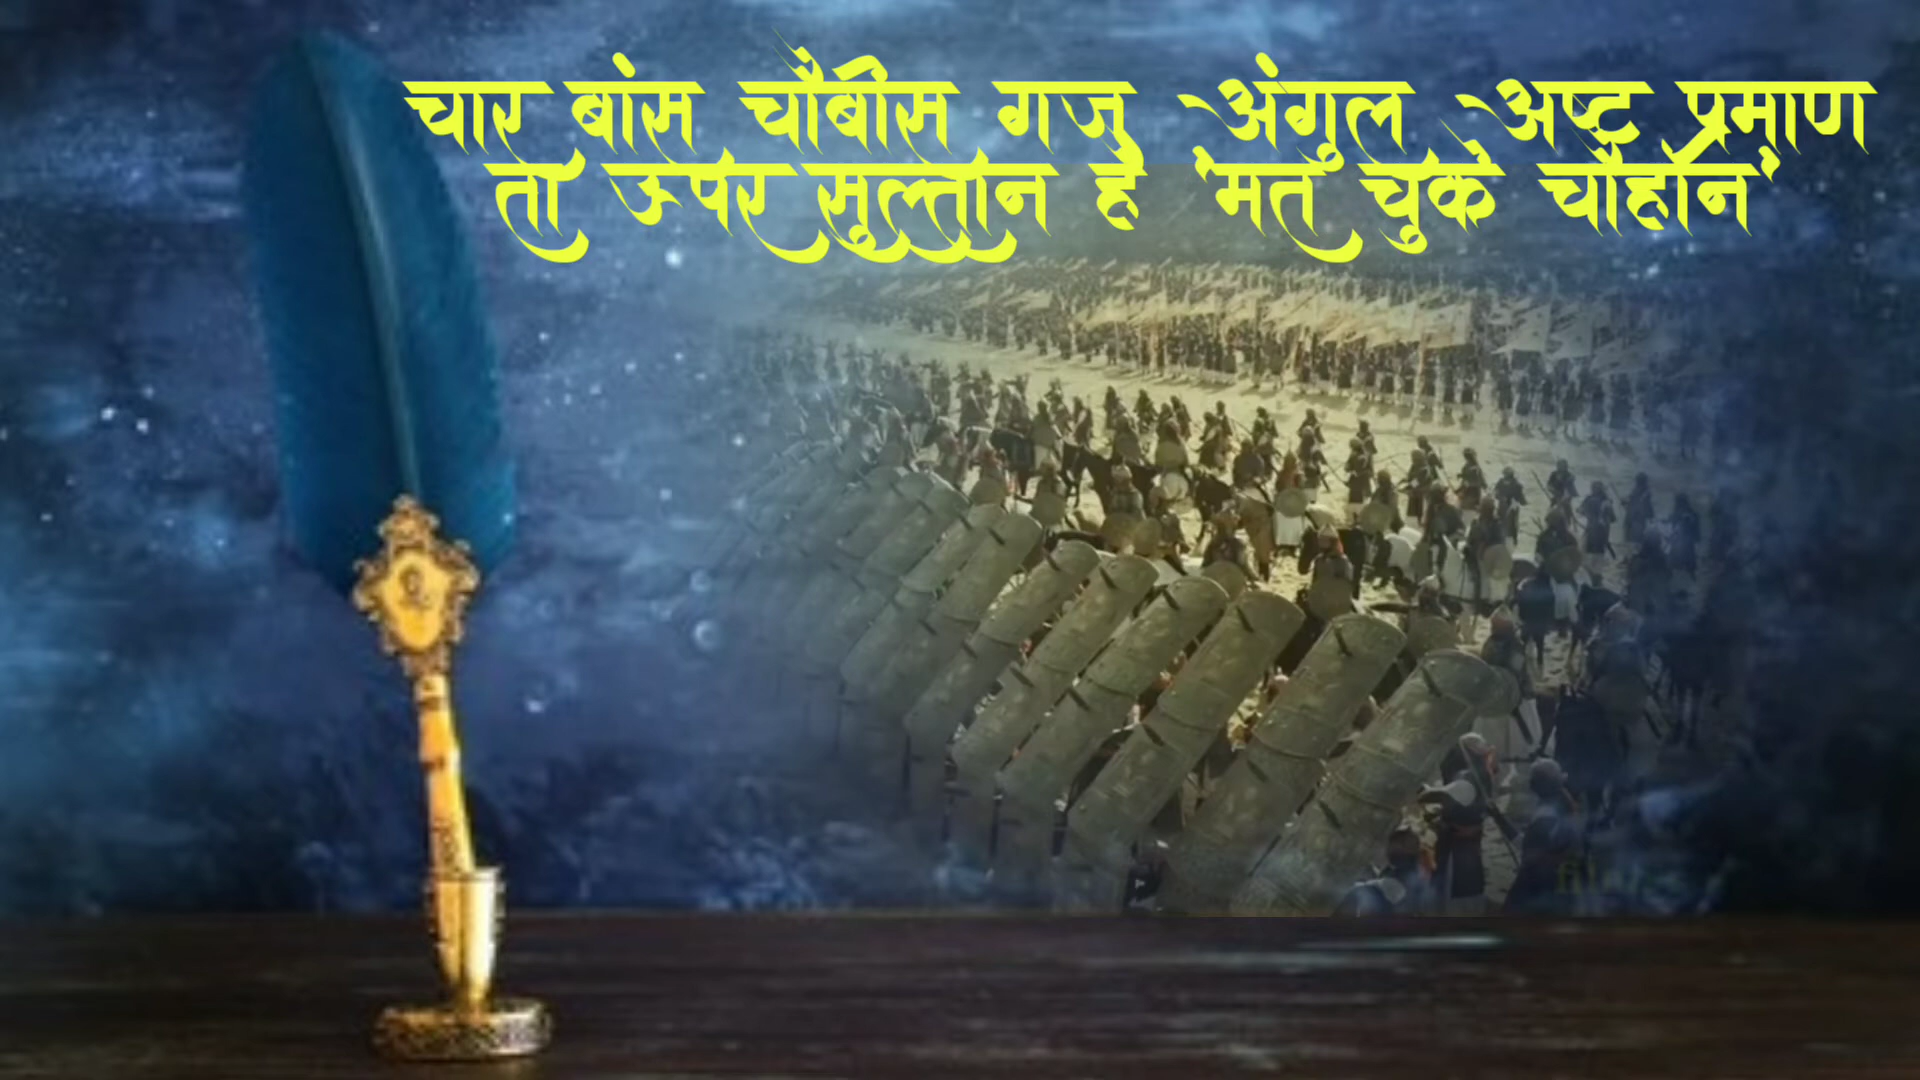 चार बांस चौबीस गज, अंगुल अष्ट प्रमाण
ता ऊपर सुल्तान है मत चुके चौहान